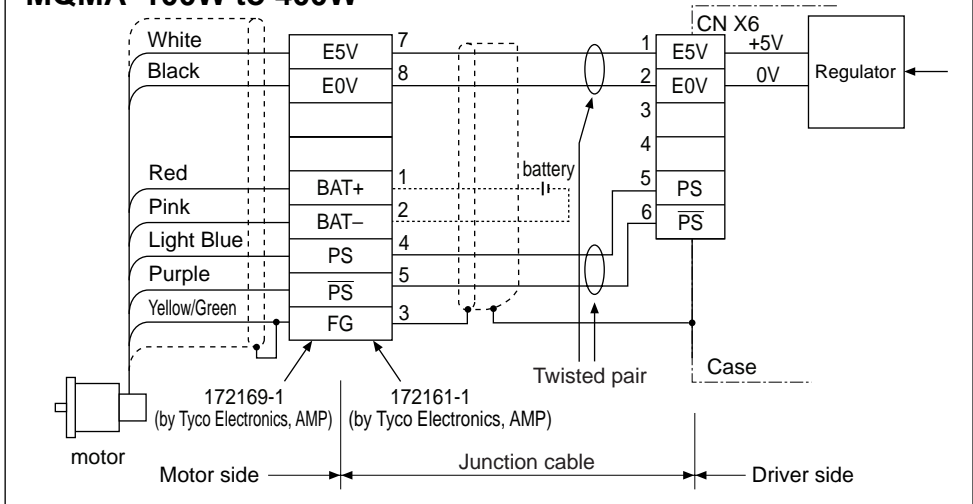 MQMA 100W to 400W
CN X6
White
7
E5V
1
E5V
+5V
Black
8
E0V
2
E0V
0V
Regulator
3
4
Red
BAT+
1
battery
5
PS
Pink
BAT–
2
6
PS
Light Blue
PS
4
Purple
PS
5
Yellow/Green
FG
3
Twisted pair
Case
172169-1
(by Tyco Electronics, AMP)
172161-1
(by Tyco Electronics, AMP)
motor
Motor side
Junction cable
Driver side